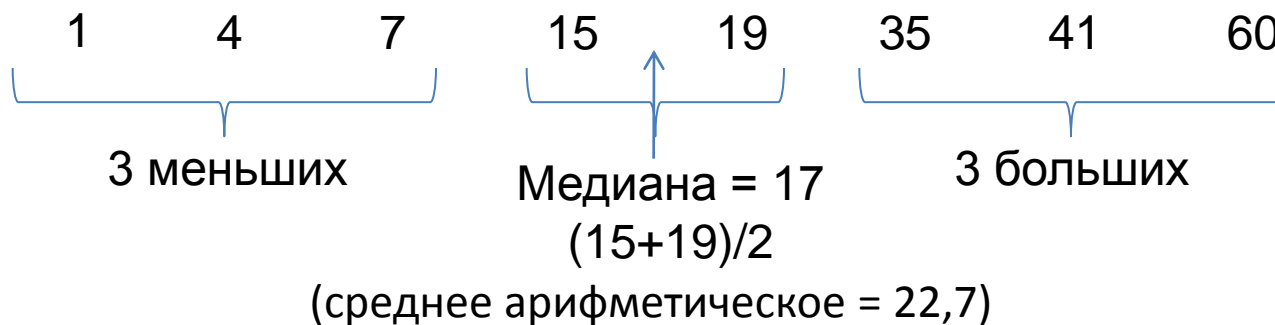 1 4 7 15 19 35 41 60
3 меньших Медиана = 17 3 больших
(15+19)/2
(среднее арифметическое = 22,7)